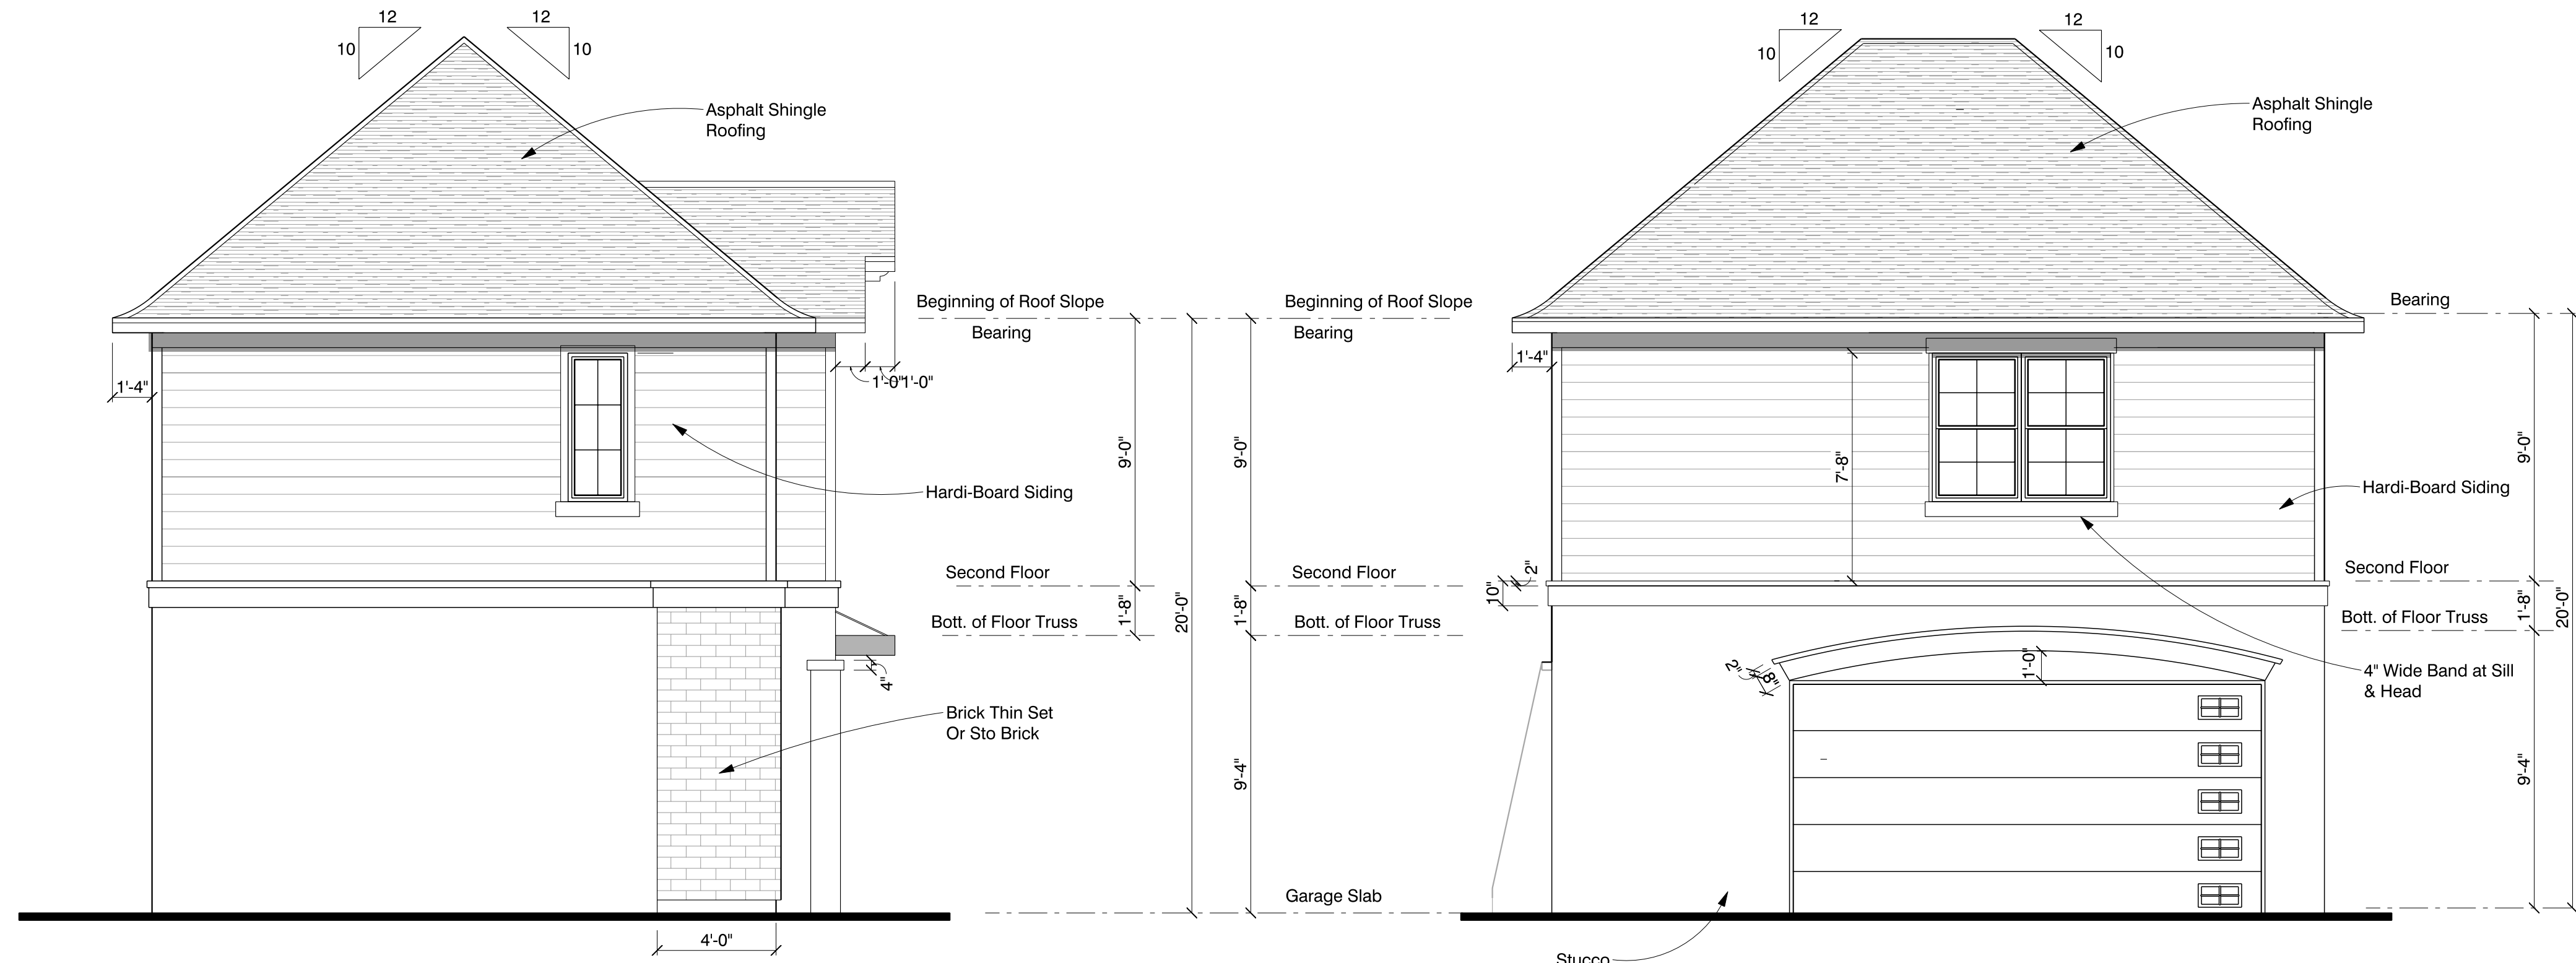 12
10
12
10
Asphalt Shingle
Roofing
1'-4"
1'-0"
1'-0"
Hardi-Board Siding
4"
Brick Thin Set
Or Sto Brick
4'-0"
Beginning of Roof Slope
Bearing
9'-0"
Second Floor
1'-8"
Bott. of Floor Truss
20'-0"
Beginning of Roof Slope
Bearing
9'-0"
Second Floor
1'-8"
Bott. of Floor Truss
9'-4"
Garage Slab
12
10
12
10
Asphalt Shingle
Roofing
1'-4"
7'-8"
2"
10"
2"
8"
1'-0"
Stucco
Bearing
9'-0"
Hardi-Board Siding
Second Floor
1'-8"
20'-0"
Bott. of Floor Truss
4" Wide Band at Sill
& Head
9'-4"